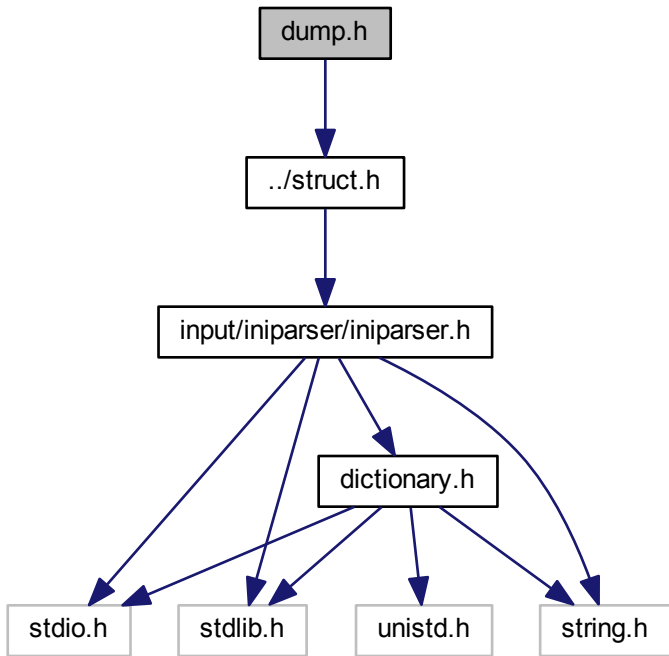 dump.h
../struct.h
input/iniparser/iniparser.h
dictionary.h
stdio.h
stdlib.h
unistd.h
string.h